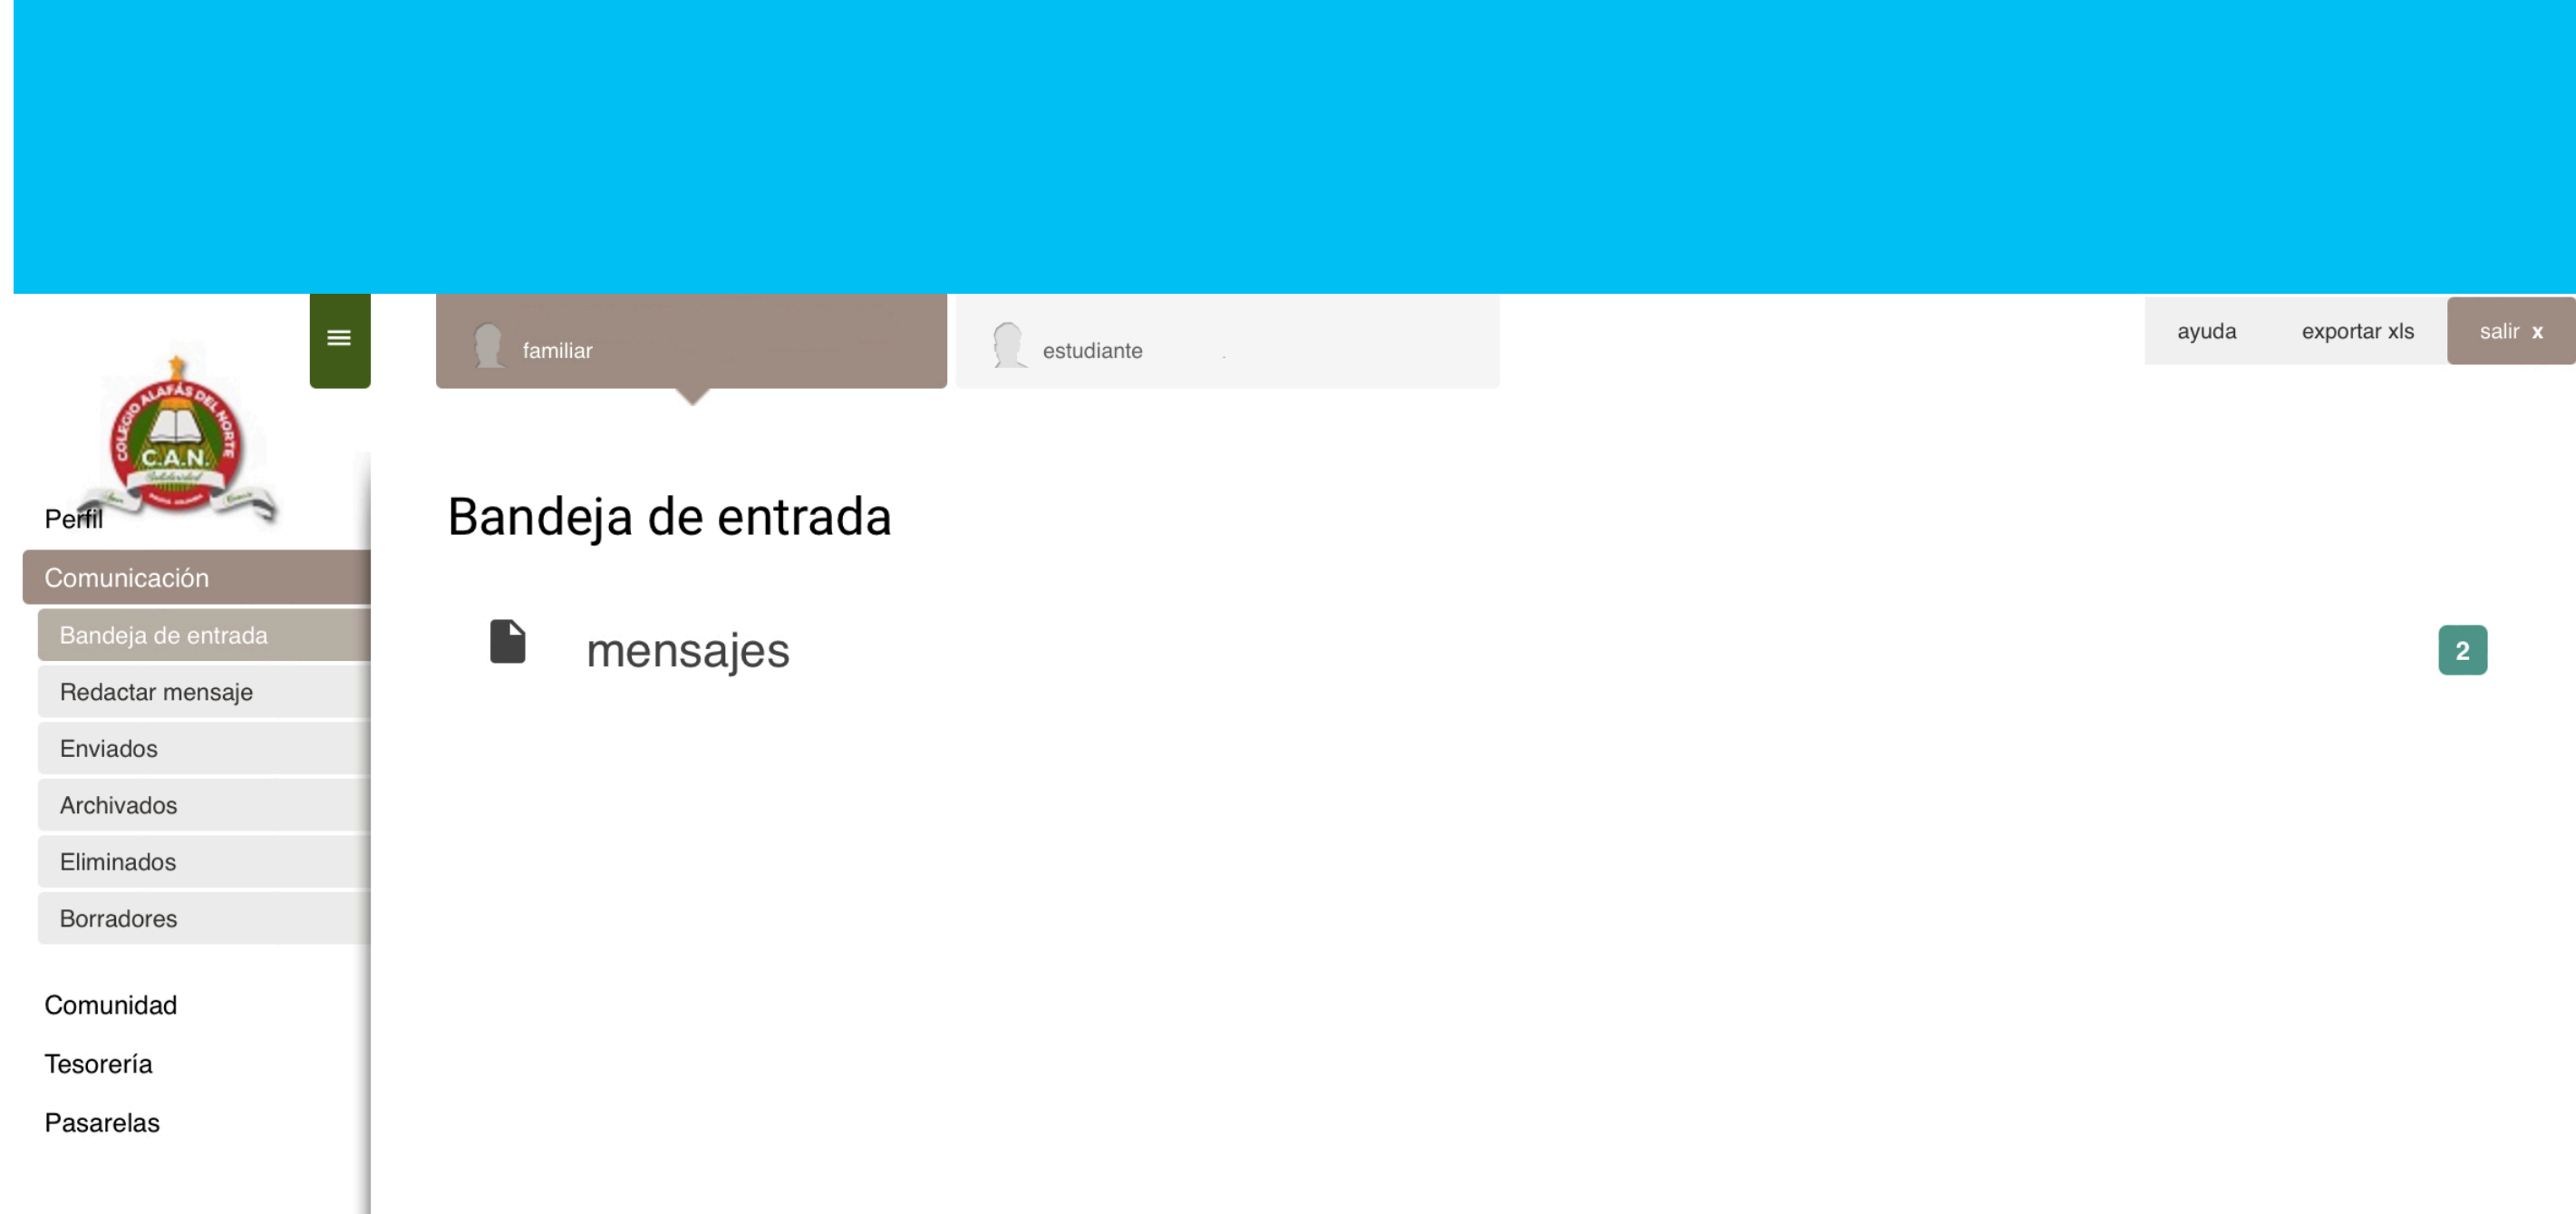 familiar
estudiante
ayuda
exportar xls
salir x
COLEGIO ALAFÁS DEL NORTE
C.A.N.
Perfil
Comunicación
Bandeja de entrada
Redactar mensaje
Enviados
Archivados
Eliminados
Borradores
Comunidad
Tesorería
Pasarelas
Bandeja de entrada
mensajes
2